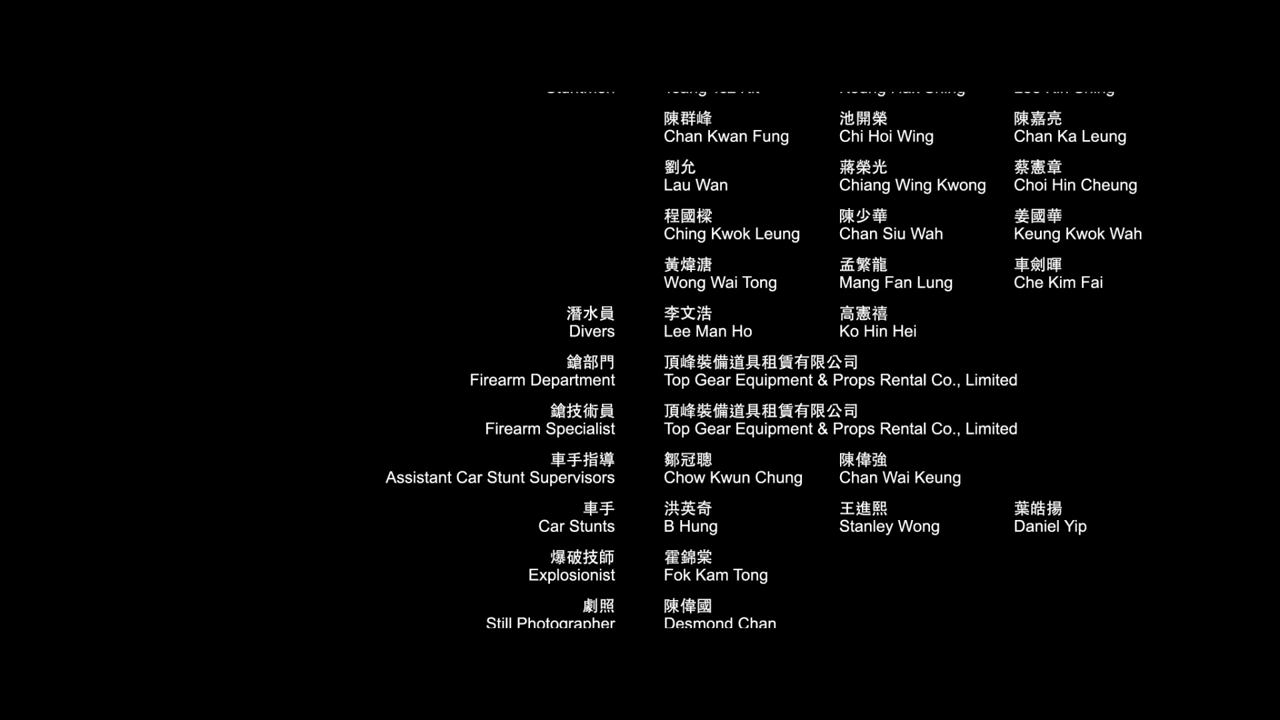 陳群峰 池開榮 陳嘉亮
Chan Kwan Fung Chi Hoi Wing Chan Ka Leung
劉允 蔣榮光 蔡憲章
Lau Wan Chiang Wing Kwong Choi Hin Cheung
程國樑 陳少華 姜國華
Ching Kwok Leung Chan Siu Wah Keung Kwok Wah
黃煒溏 孟繁龍 車劍暉
Wong Wai Tong Mang Fan Lung Che Kim Fai
潛水員 李文浩 高憲禧
Divers Lee Man Ho Ko Hin Hei
鎗部門 頂峰裝備道具租賃有限公司
Firearm Department Top Gear Equipment & Props Rental Co., Limited
鎗技術員 頂峰裝備道具租賃有限公司
Firearm Specialist Top Gear Equipment & Props Rental Co., Limited
車手指導 鄒冠聰 陳偉強
Assistant Car Stunt Supervisors Chow Kwun Chung Chan Wai Keung
車手 洪英奇 王進熙 葉皓揚
Car Stunts B Hung Stanley Wong Daniel Yip
爆破技師 霍錦棠
Explosionist Fok Kam Tong
劇照 陳偉國
Still Photographer Desmond Chan